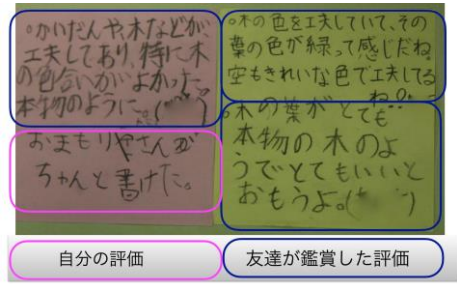 ○かいだんや、木などが、
工夫してあり、特に木
の色合いがよかった
本物のように。(　)
おまもりやさんが
ちゃんと書けた。
○木の色を工夫していて、その
葉の色が緑って感じだね。
空もきれいな色で工夫してる
ね!!
○木の葉がとても
本物の木のよ
うでとてもいいと
おもうよ。(　)
自分の評価
友達が鑑賞した評価